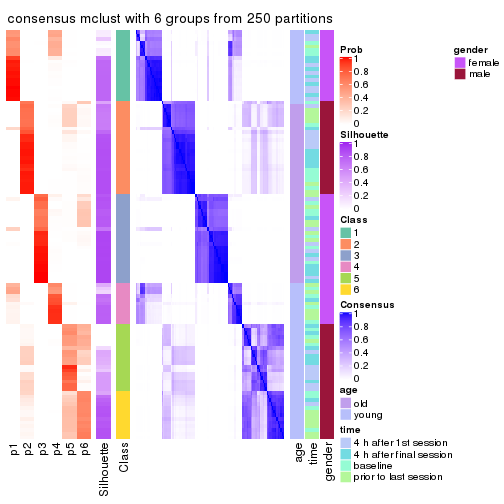 consensus mclust with 6 groups from 250 partitions
Prob
1
0.8
0.6
0.4
0.2
0
gender
female
male
Silhouette
1
0.8
0.6
0.4
0.2
0
Class
1
2
3
4
5
6
Consensus
1
0.8
0.6
0.4
0.2
0
age
old
young
time
4 h after 1st session
4 h after final session
baseline
prior to last session
p1
p2
p3
p4
p5
p6
Silhouette
Class
age
time
gender